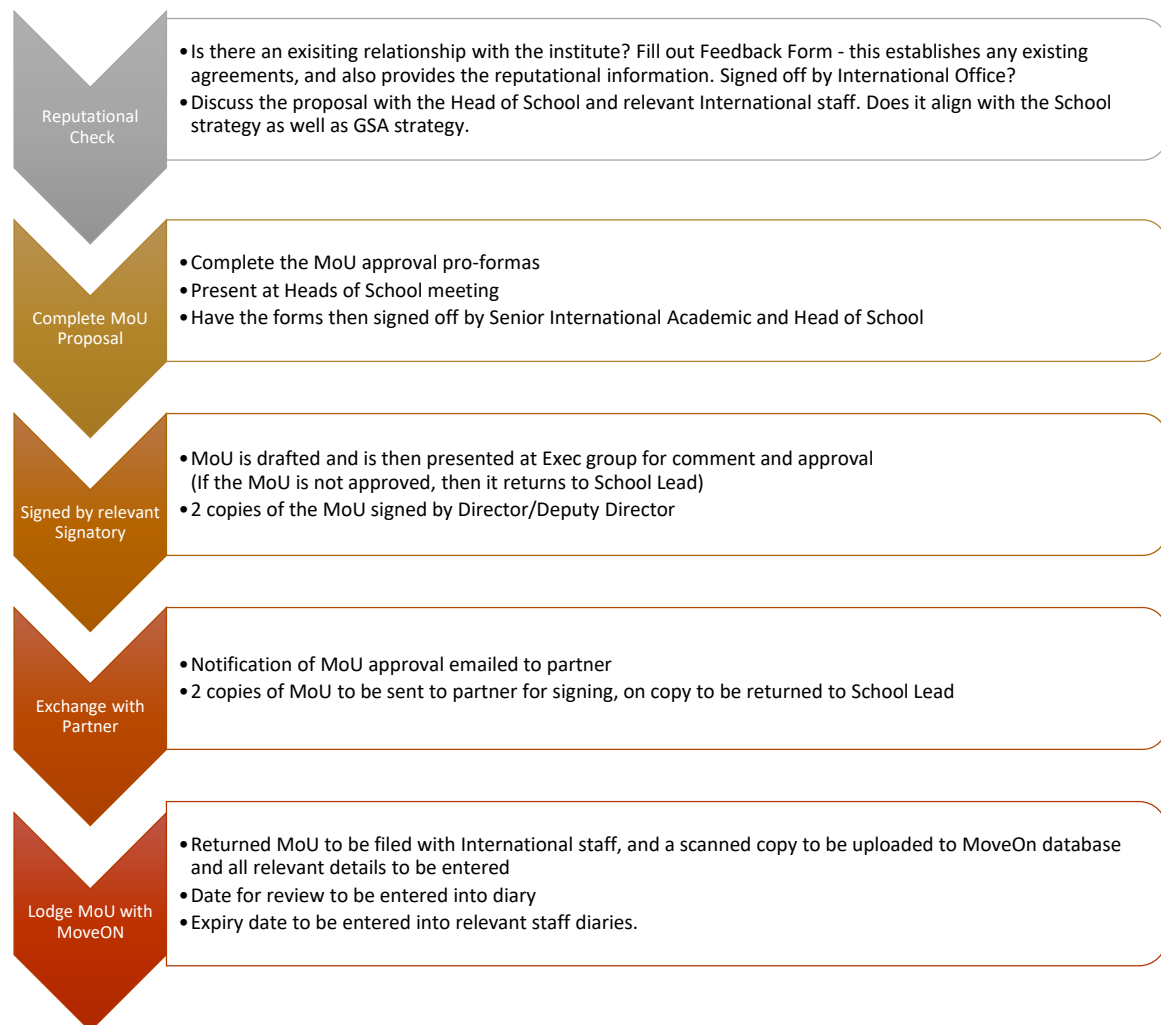 Reputational
Check
•Is there an exisiting relationship with the institute? Fill out Feedback Form - this establishes any existing
agreements, and also provides the reputational information. Signed off by International Office?
•Discuss the proposal with the Head of School and relevant International staff. Does it align with the School
strategy as well as GSA strategy.
Complete MoU
Proposal
•Complete the MoU approval pro-formas
•Present at Heads of School meeting
•Have the forms then signed off by Senior International Academic and Head of School
Signed by relevant
Signatory
•MoU is drafted and is then presented at Exec group for comment and approval
(If the MoU is not approved, then it returns to School Lead)
•2 copies of the MoU signed by Director/Deputy Director
Exchange with
Partner
•Notification of MoU approval emailed to partner
•2 copies of MoU to be sent to partner for signing, on copy to be returned to School Lead
Lodge MoU with
MoveON
•Returned MoU to be filed with International staff, and a scanned copy to be uploaded to MoveOn database
and all relevant details to be entered
•Date for review to be entered into diary
•Expiry date to be entered into relevant staff diaries.